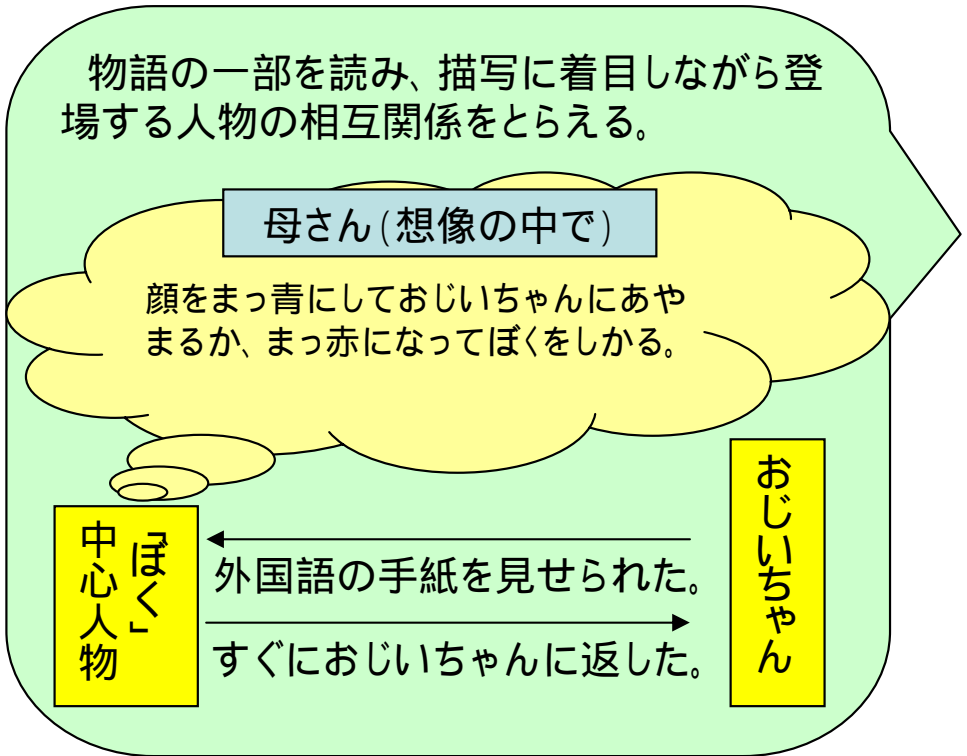 物語の一部を読み、描写に着目しながら登
場する人物の相互関係をとらえる。
母さん(想像の中で)
顔をまっ青にしておじいちゃんにあや
まるか、まっ赤になってぼくをしかる。
「ぼく」
中心人物
外国語の手紙を見せられた。
すぐにおじいちゃんに返した。
おじいちゃん